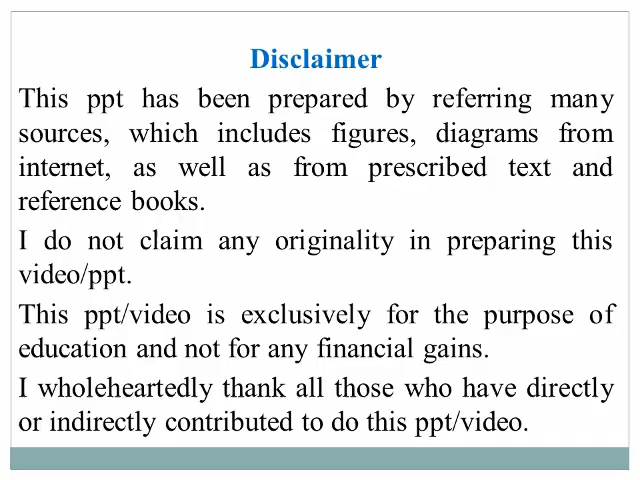 Disclaimer
This ppt has been prepared by referring many
sources, which includes figures, diagrams from
internet, as well as from prescribed text and
reference books.
I do not claim any originality in preparing this
video/ppt.
This ppt/video is exclusively for the purpose of
education and not for any financial gains.
I wholeheartedly thank all those who have directly
or indirectly contributed to do this ppt/video.